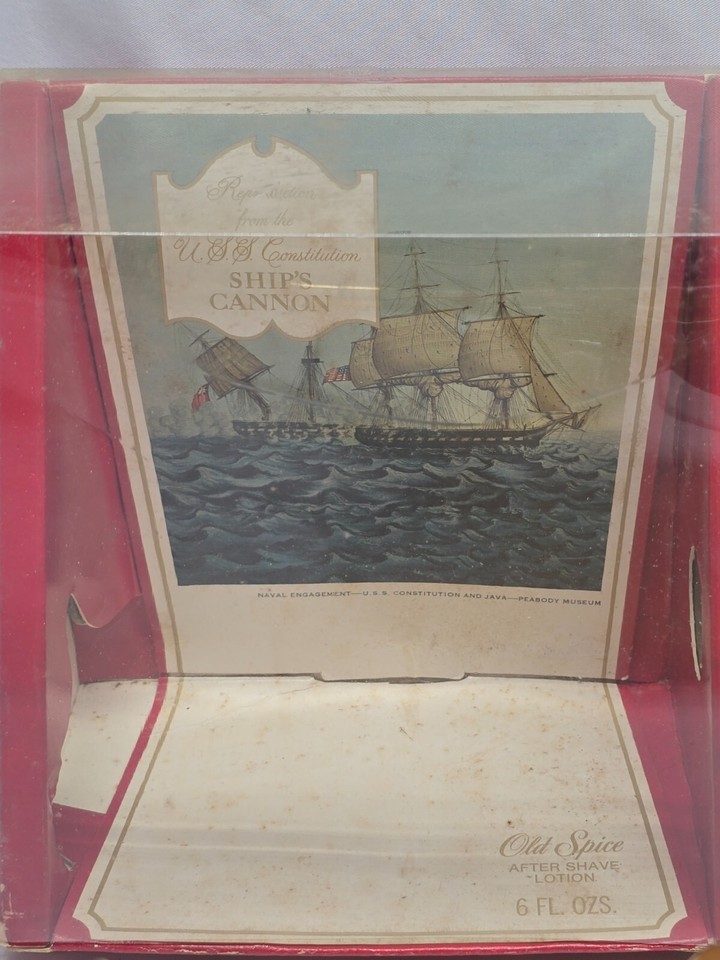 Reproduction
from the
U.S.S. Constitution
SHIP'S
CANNON
NAVAL ENGAGEMENT—U.S.S. CONSTITUTION AND JAVA—PEABODY MUSEUM
Old Spice
AFTER SHAVE
LOTION
6 FL. OZS.